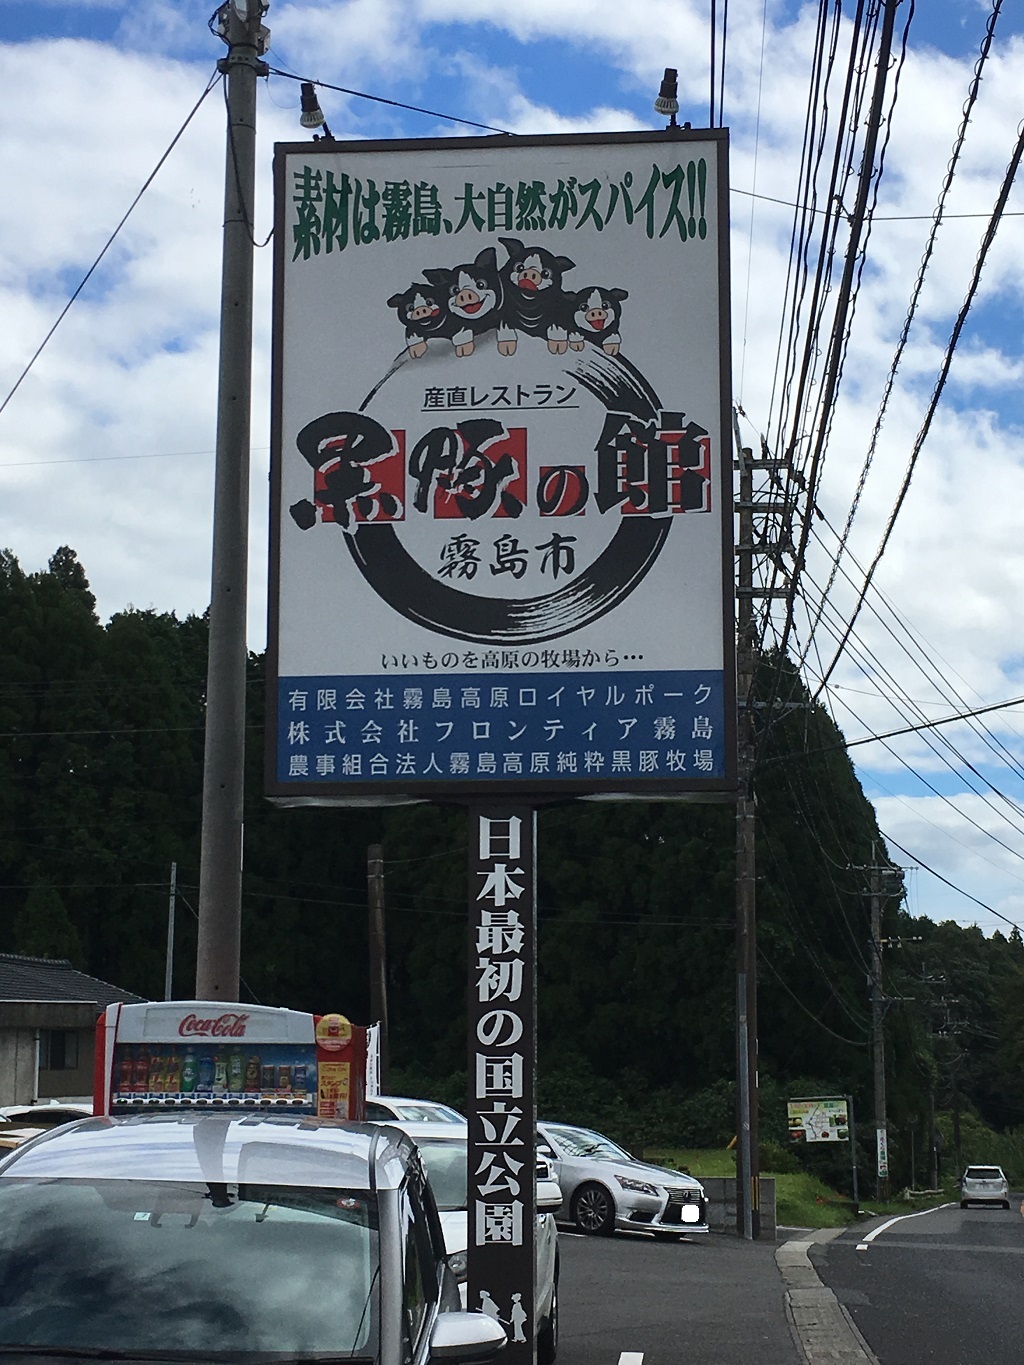 素材は霧島、大自然がスパイス!!
産直レストラン
黒豚の館
霧島市
いいものを高原の牧場から…
有限会社霧島高原ロイヤルポーク
株式会社フロンティア霧島
農事組合法人霧島高原純粋黒豚牧場
日本最初の国立公園
Coca-Cola